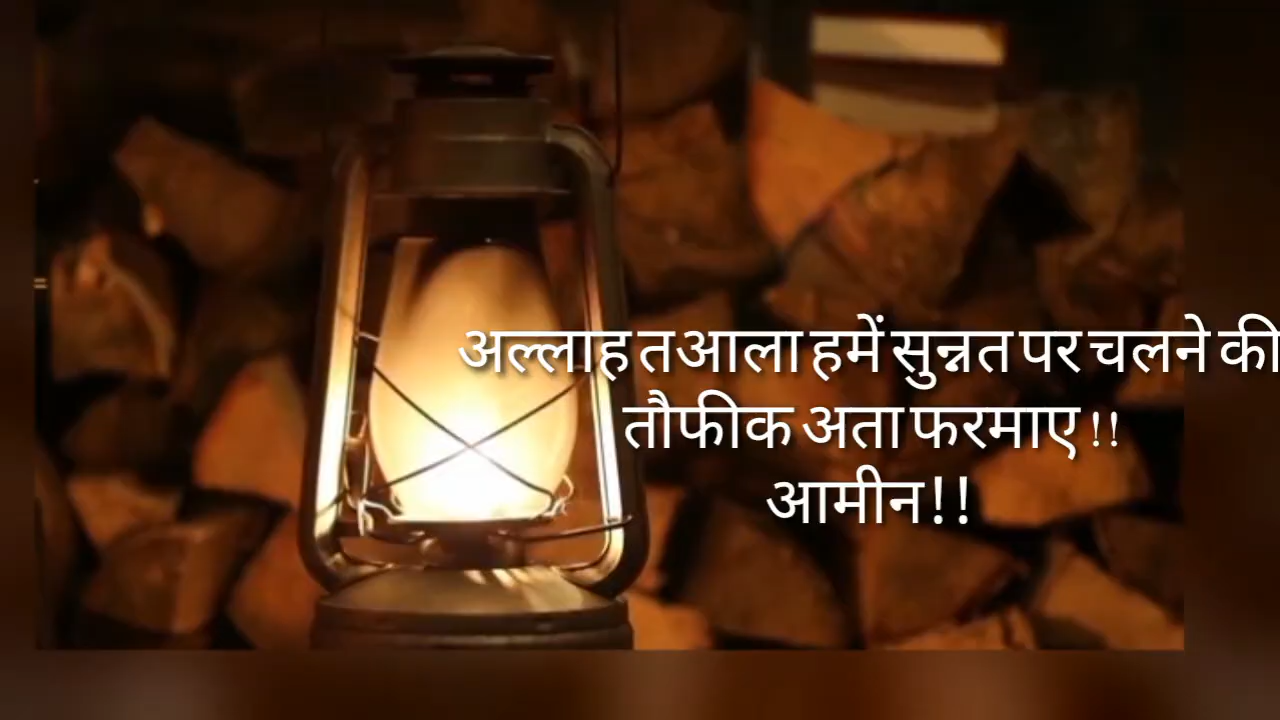 अल्लाह तआला हमें सुन्नत पर चलने की
तौफीक अता फरमाए !!
आमीन!!